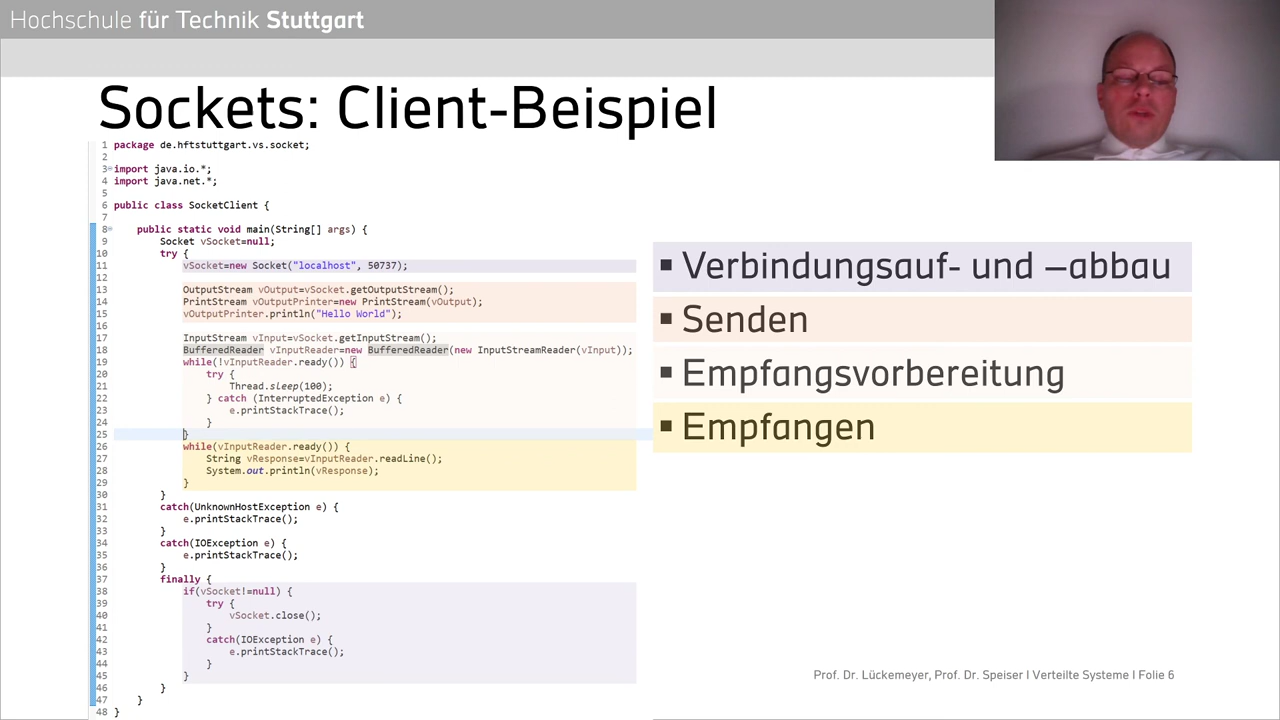 Hochschule für Technik Stuttgart
Sockets: Client-Beispiel
1 package de.hftstuttgart.vs.socket;
2
3 import java.io.*;
4 import java.net.*;
5
6 public class SocketClient {
7
8 public static void main(String[] args) {
9 Socket vSocket=null;
10 try {
11 vSocket=new Socket("localhost", 50737);
12
13 OutputStream vOutput=vSocket.getOutputStream();
14 PrintStream vOutputPrinter=new PrintStream(vOutput);
15 vOutputPrinter.println("Hello World");
16
17 InputStream vInput=vSocket.getInputStream();
18 BufferedReader vInputReader=new BufferedReader(new InputStreamReader(vInput));
19 while(!vInputReader.ready()) {
20 try {
21 Thread.sleep(100);
22 } catch (InterruptedException e) {
23 e.printStackTrace();
24 }
25 }
26 while(vInputReader.ready()) {
27 String vResponse=vInputReader.readLine();
28 System.out.println(vResponse);
29 }
30 }
31 catch(UnknownHostException e) {
32 e.printStackTrace();
33 }
34 catch(IOException e) {
35 e.printStackTrace();
36 }
37 finally {
38 if(vSocket!=null) {
39 try {
40 vSocket.close();
41 }
42 catch(IOException e) {
43 e.printStackTrace();
44 }
45 }
46 }
47 }
48 }
▪ Verbindungsauf- und –abbau
▪ Senden
▪ Empfangsvorbereitung
▪ Empfangen
Prof. Dr. Lückemeyer, Prof. Dr. Speiser I Verteilte Systeme I Folie 6